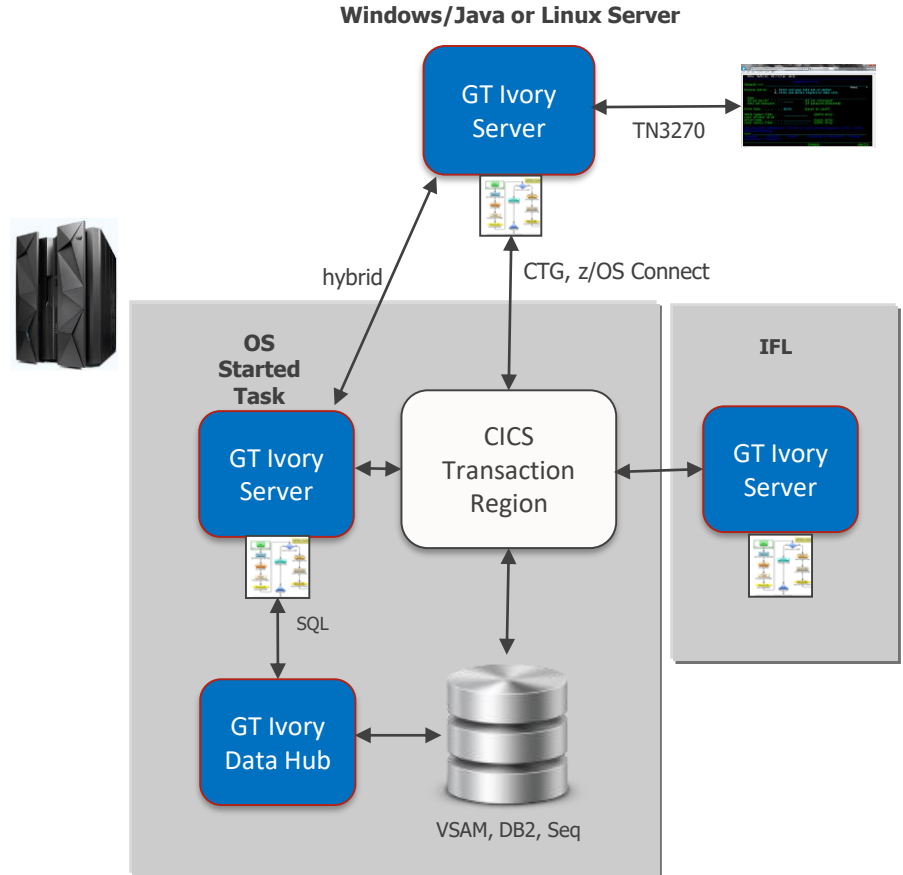 Windows/Java or Linux Server
GT Ivory
Server
TN3270
hybrid
CTG, z/OS Connect
OS
Started
Task
IFL
GT Ivory
Server
CICS
Transaction
Region
GT Ivory
Server
SQL
GT Ivory
Data Hub
VSAM, DB2, Seq